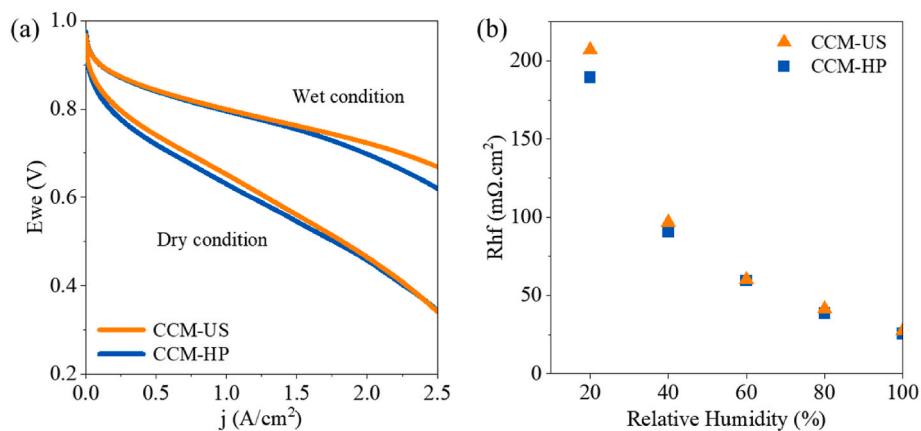 (a)
1.0
0.8
0.6
0.4
0.2
Ewe (V)
Wet condition
Dry condition
CCM-US
CCM-HP
0.0 0.5 1.0 1.5 2.0 2.5
j (A/cm²)
(b)
200
150
100
50
0
Rhf (mΩ.cm²)
CCM-US
CCM-HP
20 40 60 80 100
Relative Humidity (%)